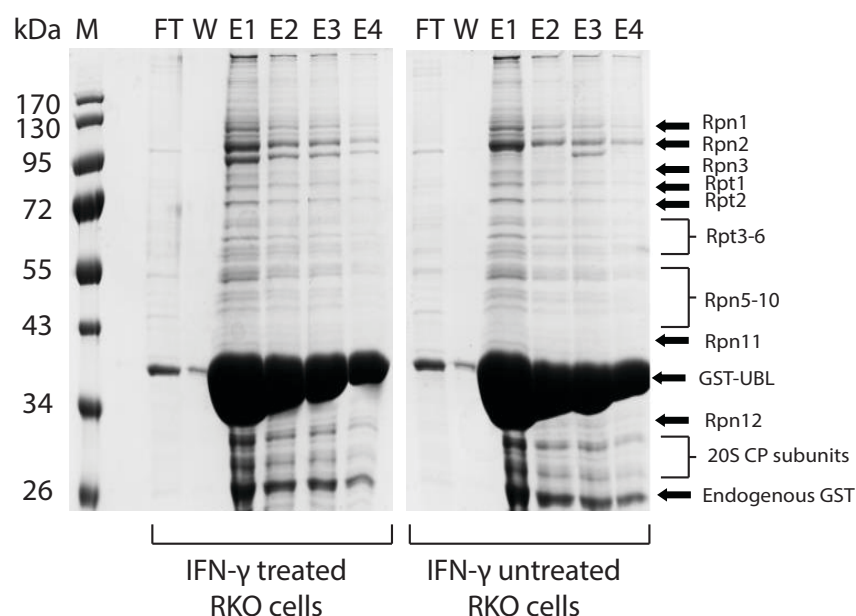 kDa M FT W E1 E2 E3 E4 FT W E1 E2 E3 E4
170
130
95
72
55
43
34
26
Rpn1
Rpn2
Rpn3
Rpt1
Rpt2
Rpt3-6
Rpn5-10
Rpn11
GST-UBL
Rpn12
20S CP subunits
Endogenous GST
IFN-γ treated
RKO cells
IFN-γ untreated
RKO cells